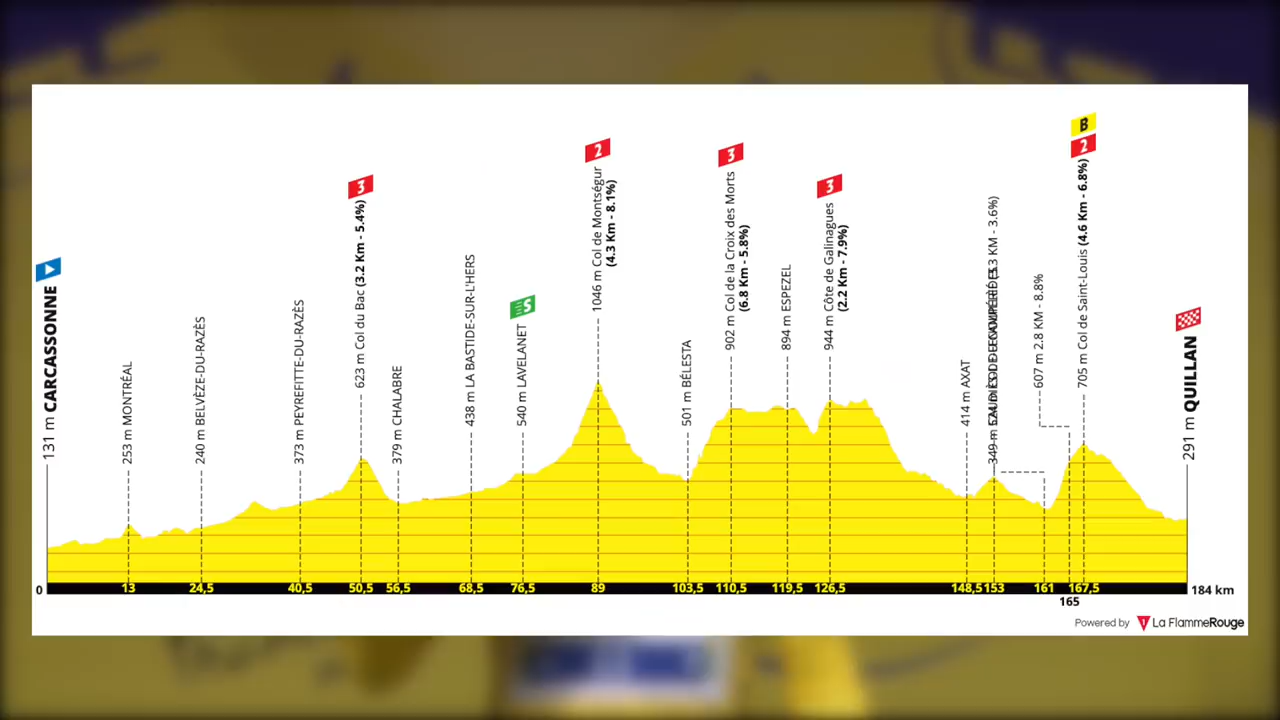 131 m CARCASSONNE
253 m MONTRÉAL
240 m BELVÈZE-DU-RAZÈS
373 m PEYREFITTE-DU-RAZÈS
3
623 m Col du Bac (3.2 Km - 5.4%)
379 m CHALABRE
438 m LA BASTIDE-SUR-L'HERS
S
540 m LAVELANET
2
1046 m Col de Montségur
(4.3 Km - 8.1%)
501 m BÉLESTA
3
902 m Col de la Croix des Morts
(6.8 Km - 5.8%)
894 m ESPEZEL
3
944 m Côte de Galinagues
(2.2 Km - 7.9%)
414 m AXAT
3 KM - 3.6%)
349 m
607 m 2.8 KM - 8.8%
B
2
705 m Col de Saint-Louis (4.6 Km - 6.8%)
291 m QUILLAN
0 13 24,5 40,5 50,5 56,5 68,5 76,5 89 103,5 110,5 119,5 126,5 148,5 153 161 167,5 184 km
165
Powered by La FlammeRouge